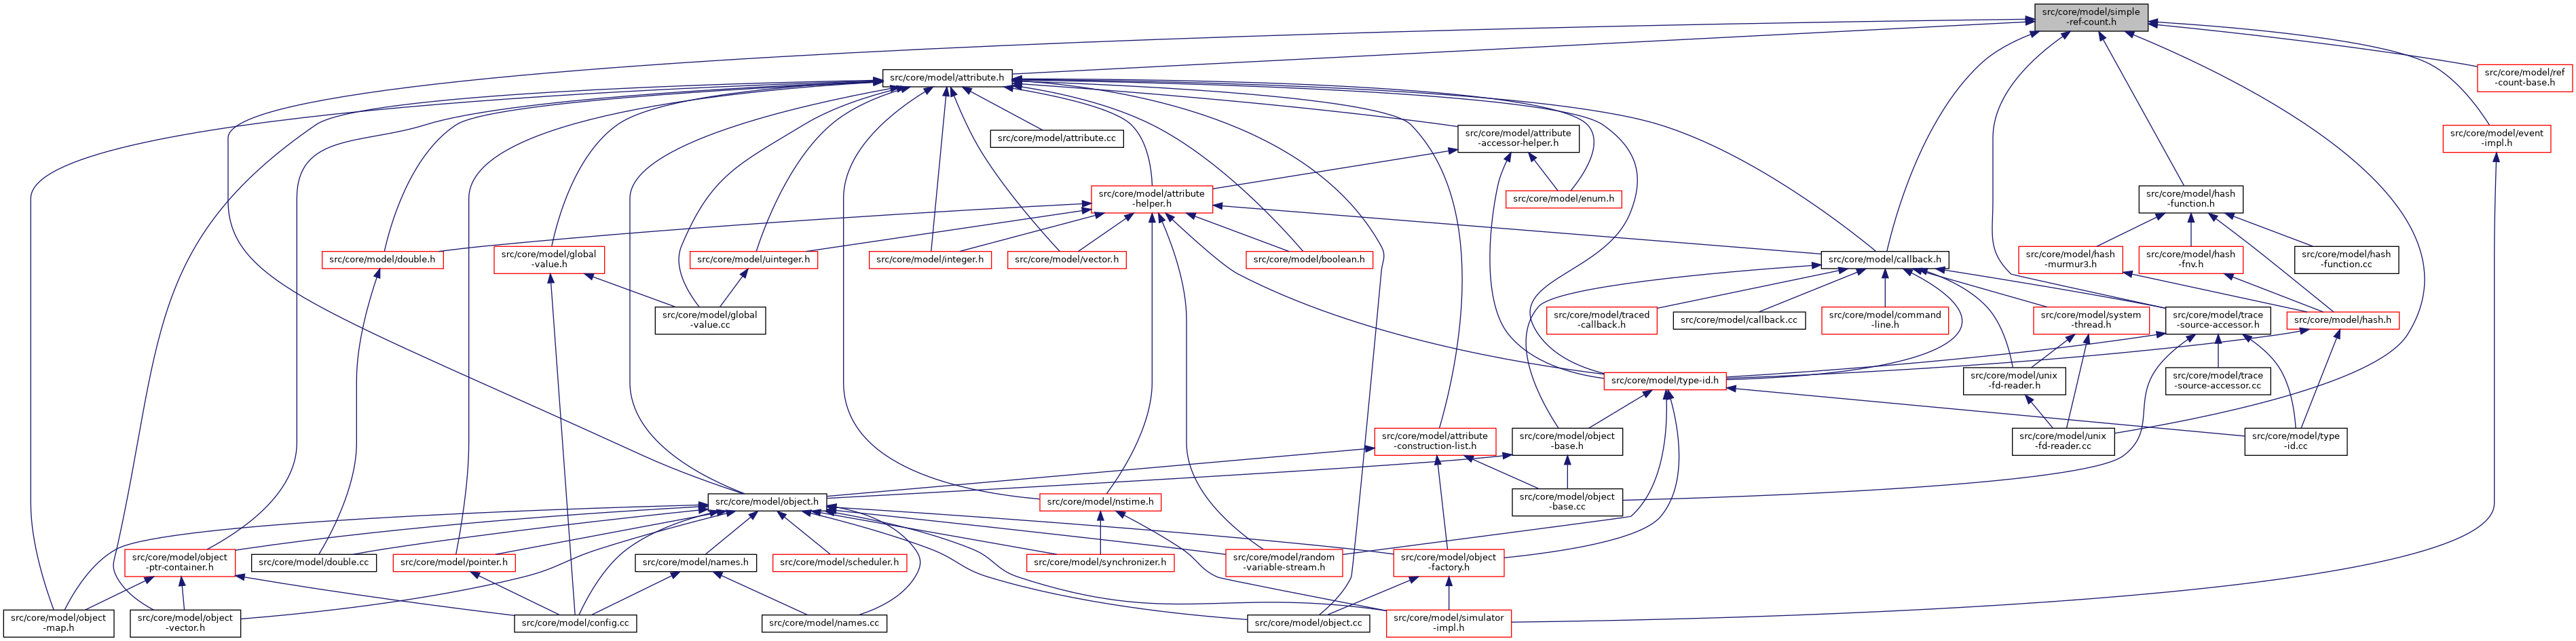 src/core/model/simple
-ref-count.h
src/core/model/attribute.h
src/core/model/ref
-count-base.h
src/core/model/attribute.cc
src/core/model/attribute
-accessor-helper.h
src/core/model/event
-impl.h
src/core/model/attribute
-helper.h
src/core/model/enum.h
src/core/model/hash
-function.h
src/core/model/double.h
src/core/model/global
-value.h
src/core/model/uinteger.h
src/core/model/integer.h
src/core/model/vector.h
src/core/model/boolean.h
src/core/model/callback.h
src/core/model/hash
-murmur3.h
src/core/model/hash
-fnv.h
src/core/model/hash
-function.cc
src/core/model/global
-value.cc
src/core/model/traced
-callback.h
src/core/model/callback.cc
src/core/model/command
-line.h
src/core/model/system
-thread.h
src/core/model/trace
-source-accessor.h
src/core/model/hash.h
src/core/model/type-id.h
src/core/model/unix
-fd-reader.h
src/core/model/trace
-source-accessor.cc
src/core/model/attribute
-construction-list.h
src/core/model/object
-base.h
src/core/model/unix
-fd-reader.cc
src/core/model/type
-id.cc
src/core/model/object.h
src/core/model/nstime.h
src/core/model/object
-base.cc
src/core/model/object
-ptr-container.h
src/core/model/double.cc
src/core/model/pointer.h
src/core/model/names.h
src/core/model/scheduler.h
src/core/model/synchronizer.h
src/core/model/random
-variable-stream.h
src/core/model/object
-factory.h
src/core/model/object
-map.h
src/core/model/object
-vector.h
src/core/model/config.cc
src/core/model/names.cc
src/core/model/object.cc
src/core/model/simulator
-impl.h